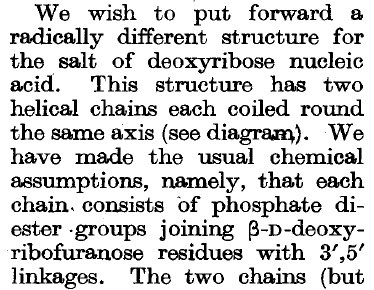 We wish to put forward a
radically different structure for
the salt of deoxyribose nucleic
acid. This structure has two
helical chains each coiled round
the same axis (see diagram). We
have made the usual chemical
assumptions, namely, that each
chain consists of phosphate di-
ester groups joining β-D-deoxy-
ribofuranose residues with 3′,5′
linkages. The two chains (but